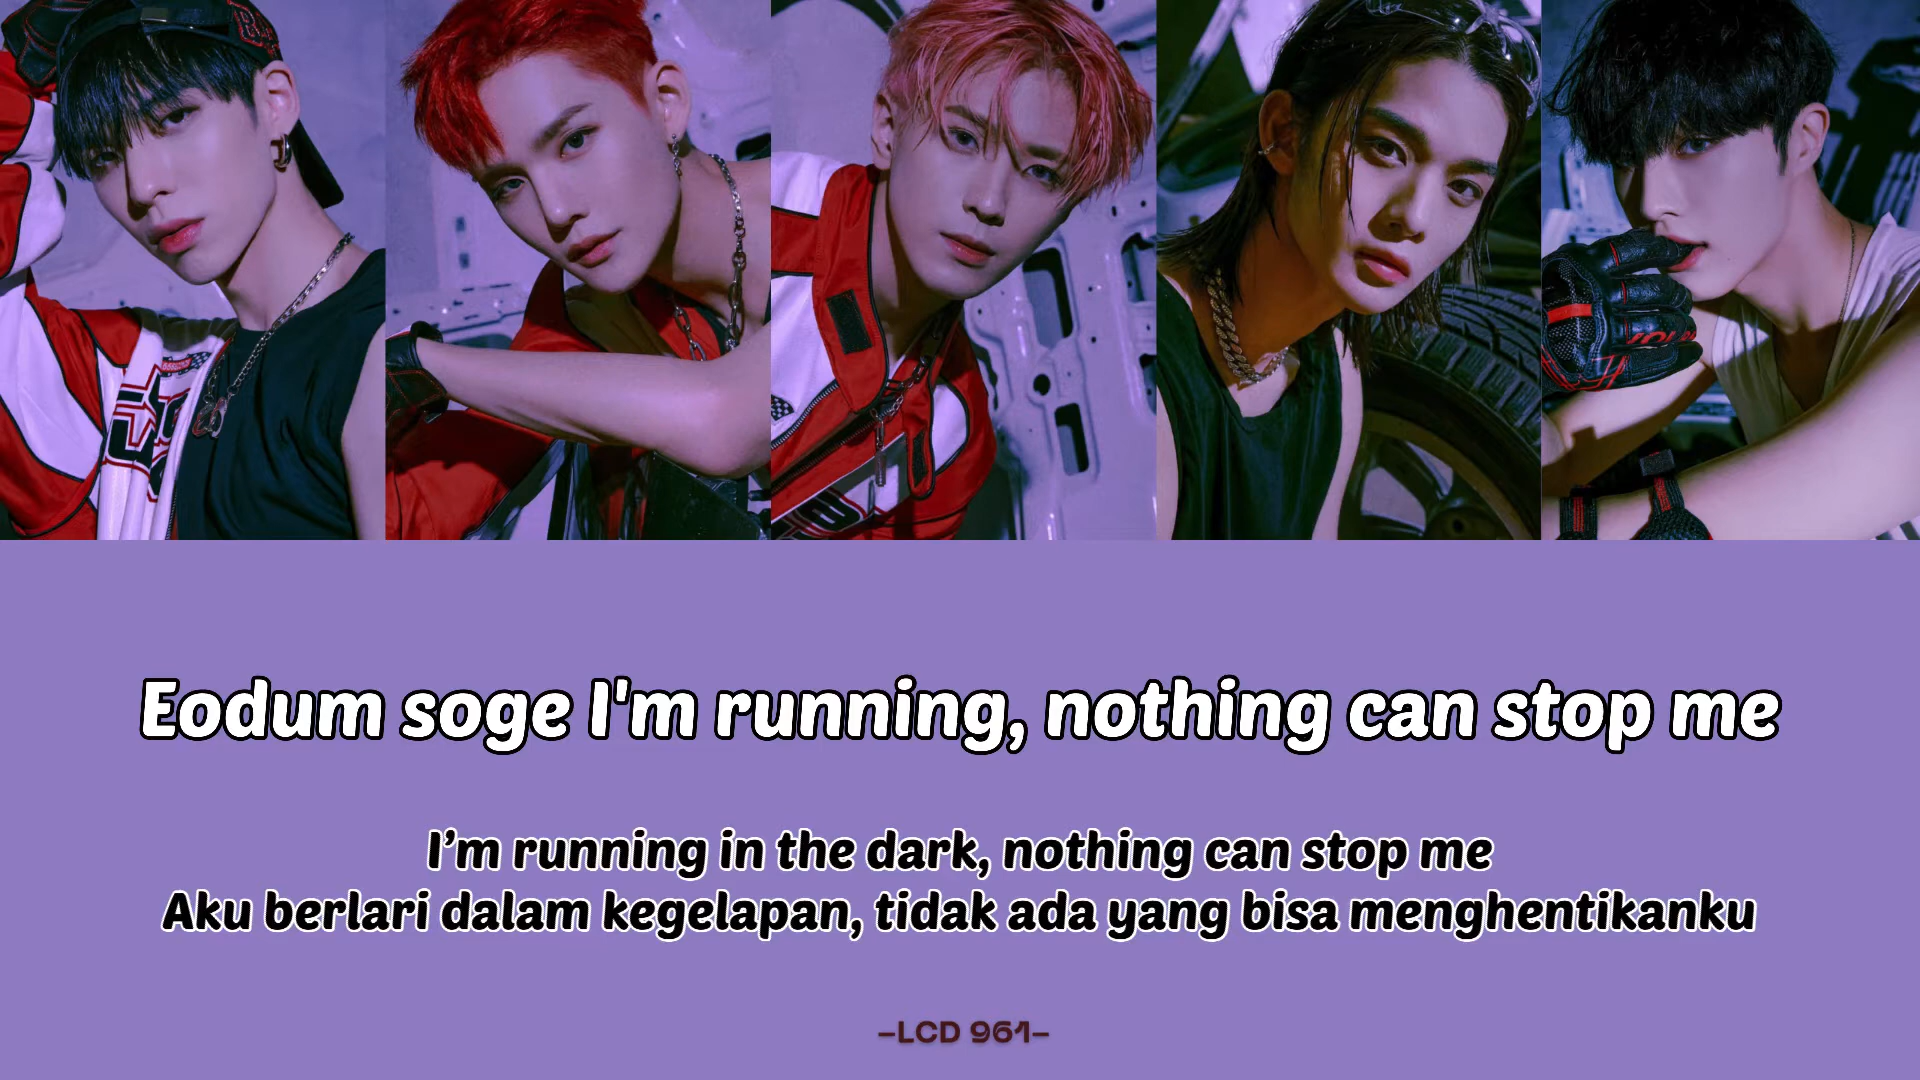 Eodum soge I'm running, nothing can stop me
I’m running in the dark, nothing can stop me
Aku berlari dalam kegelapan, tidak ada yang bisa menghentikanku
–LCD 961–